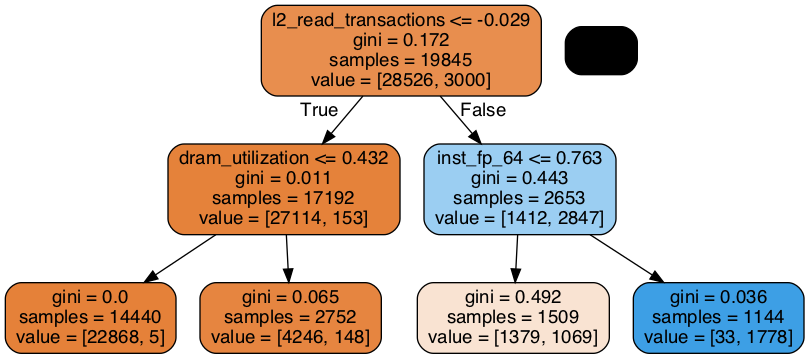 l2_read_transactions <= -0.029
gini = 0.172
samples = 19845
value = [28526, 3000]
True
False
dram_utilization <= 0.432
gini = 0.011
samples = 17192
value = [27114, 153]
inst_fp_64 <= 0.763
gini = 0.443
samples = 2653
value = [1412, 2847]
gini = 0.0
samples = 14440
value = [22868, 5]
gini = 0.065
samples = 2752
value = [4246, 148]
gini = 0.492
samples = 1509
value = [1379, 1069]
gini = 0.036
samples = 1144
value = [33, 1778]